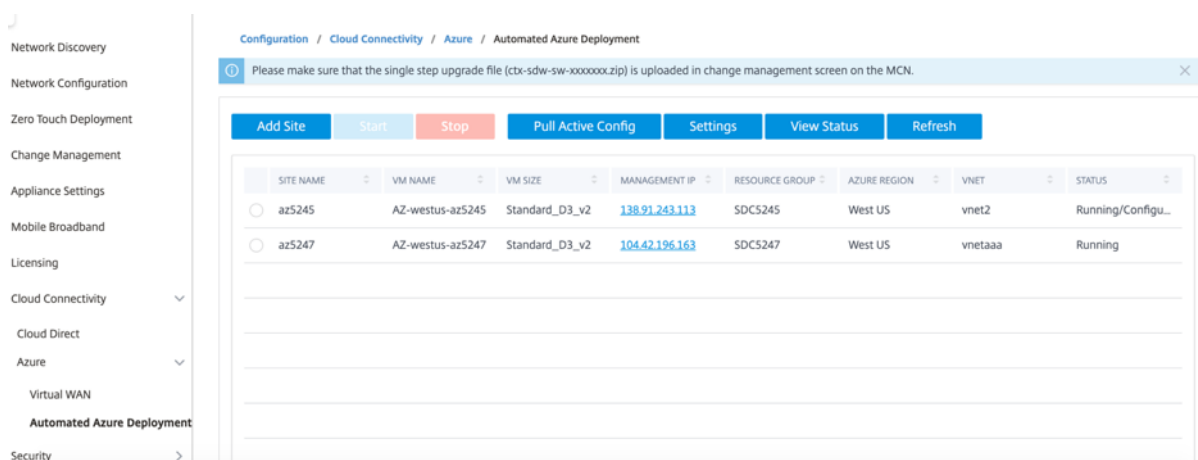 Network Discovery
Network Configuration
Zero Touch Deployment
Change Management
Appliance Settings
Mobile Broadband
Licensing
Cloud Connectivity
Cloud Direct
Azure
Virtual WAN
Automated Azure Deployment
Security
Configuration / Cloud Connectivity / Azure / Automated Azure Deployment
Please make sure that the single step upgrade file (ctx-sdw-sw-xxxxxxx.zip) is uploaded in change management screen on the MCN.
Add Site Start Stop Pull Active Config Settings View Status Refresh
SITE NAME VM NAME VM SIZE MANAGEMENT IP RESOURCE GROUP AZURE REGION VNET STATUS
az5245 AZ-westus-az5245 Standard_D3_v2 138.91.243.113 SDC5245 West US vnet2 Running/Configu...
az5247 AZ-westus-az5247 Standard_D3_v2 104.42.196.163 SDC5247 West US vnetaaa Running